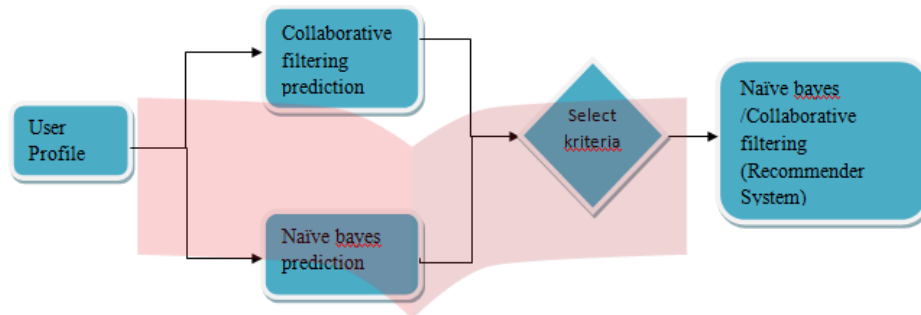 User
Profile
Collaborative
filtering
prediction
Naïve bayes
prediction
Select
kriteria
Naïve bayes
/Collaborative
filtering
(Recommender
System)